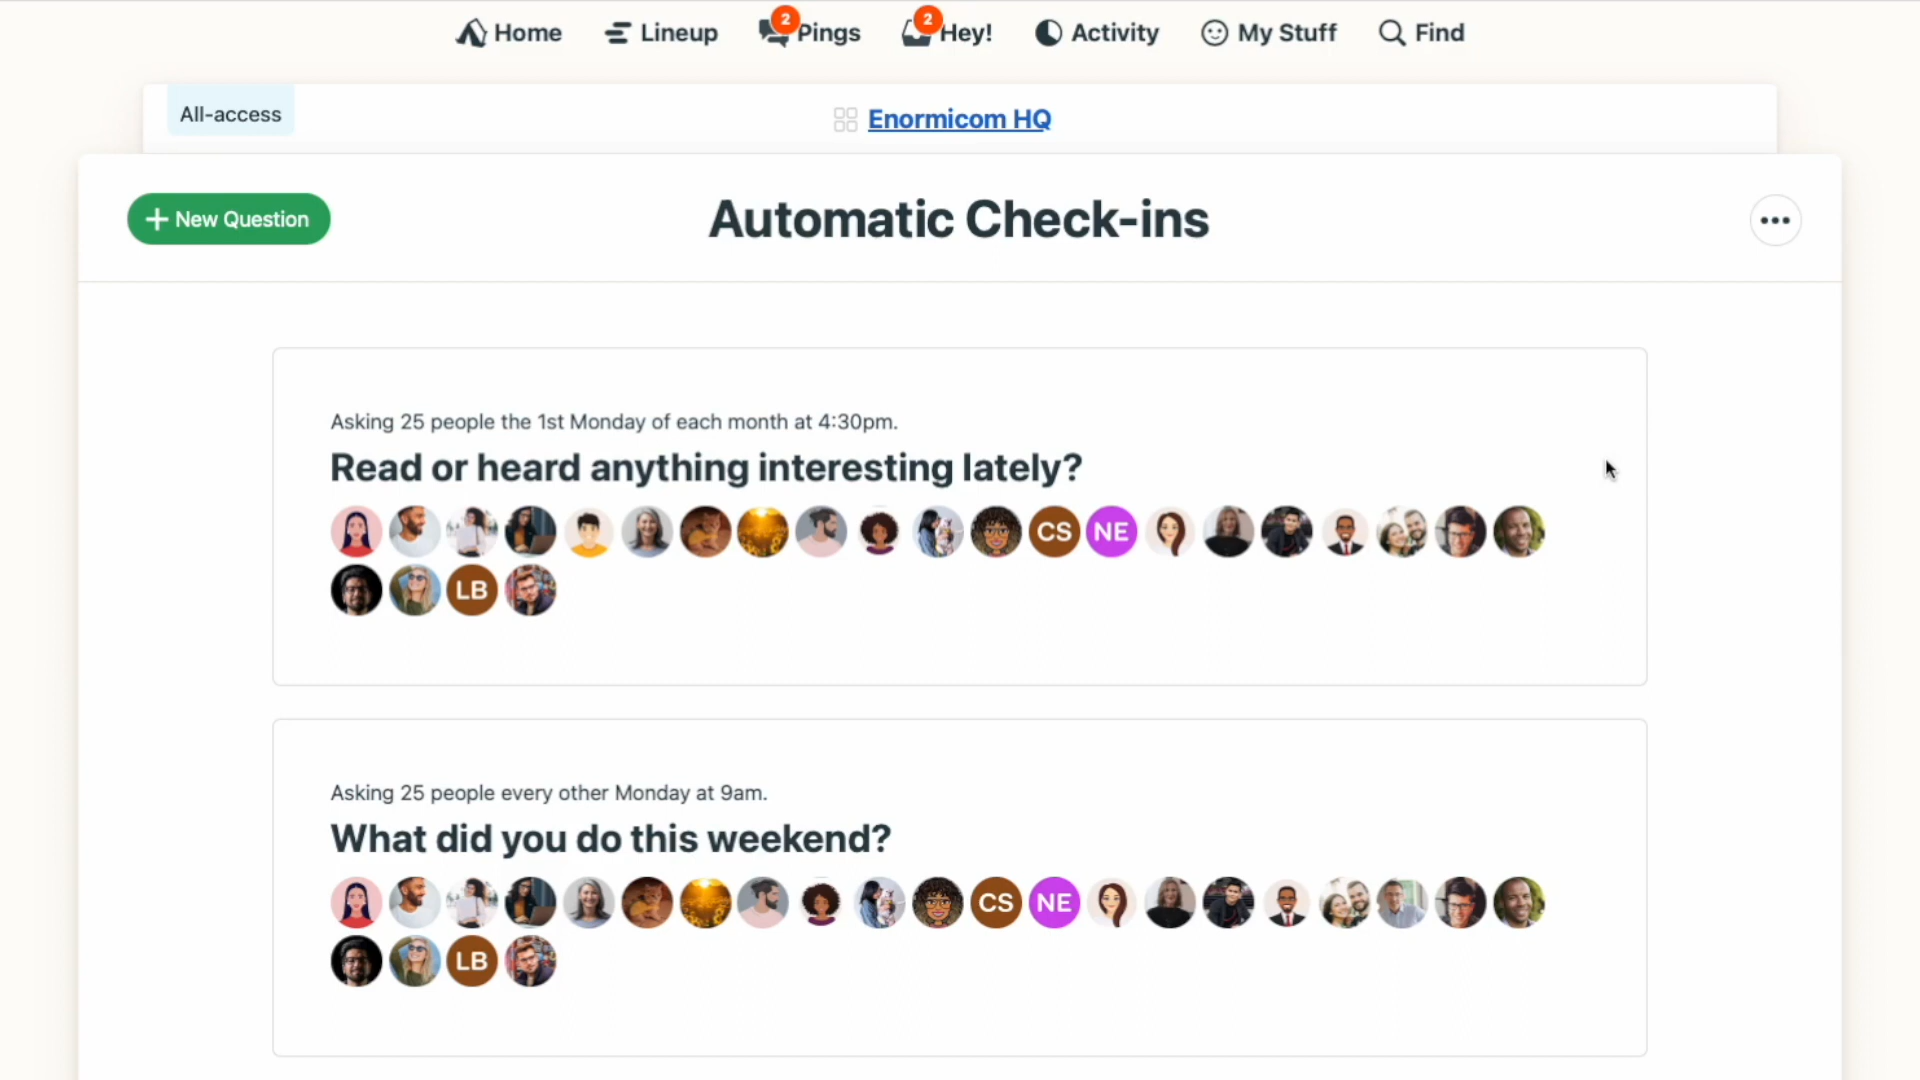 Home Lineup 2 Pings 2 Hey! Activity My Stuff Find
All-access
Enormicom HQ
New Question
Automatic Check-ins
Asking 25 people the 1st Monday of each month at 4:30pm.
Read or heard anything interesting lately?
CS NE
LB
Asking 25 people every other Monday at 9am.
What did you do this weekend?
CS NE
LB